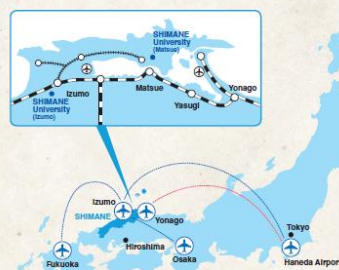 SHIMANE
University
(Matsue)
Izumo
Matsue
Yonago
Yasugi
SHIMANE
University
(Izumo)
Izumo
SHIMANE
Yonago
Tokyo
Hiroshima
Fukuoka
Osaka
Haneda Airport